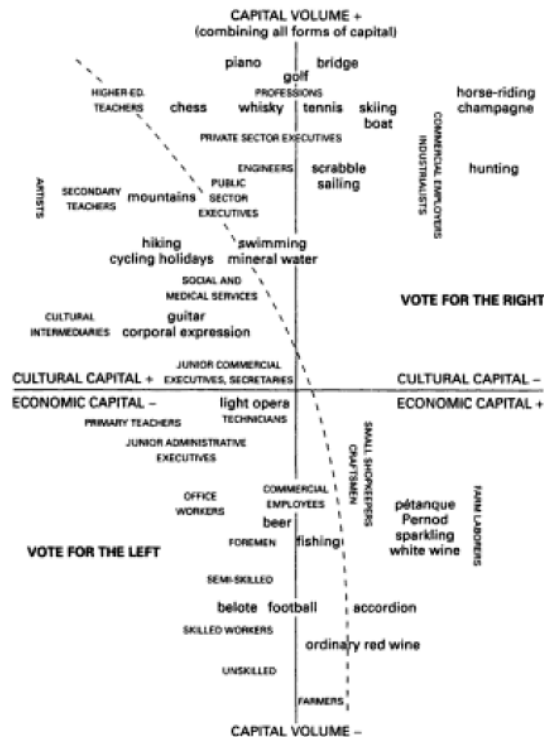 CAPITAL VOLUME +
(combining all forms of capital)
piano
bridge
golf
HIGHER-ED.
TEACHERS
PROFESSIONS
chess
whisky
tennis
skiing
boat
horse-riding
champagne
PRIVATE SECTOR EXECUTIVES
COMMERCIAL EMPLOYERS
INDUSTRIALISTS
ENGINEERS
scrabble
sailing
hunting
ARTISTS
SECONDARY
TEACHERS
mountains
PUBLIC
SECTOR
EXECUTIVES
hiking
cycling holidays
swimming
mineral water
SOCIAL AND
MEDICAL SERVICES
VOTE FOR THE RIGHT
CULTURAL
INTERMEDIARIES
guitar
corporal expression
JUNIOR COMMERCIAL
EXECUTIVES, SECRETARIES
CULTURAL CAPITAL +
CULTURAL CAPITAL –
ECONOMIC CAPITAL -
ECONOMIC CAPITAL +
light opera
PRIMARY TEACHERS
TECHNICIANS
JUNIOR ADMINISTRATIVE
EXECUTIVES
SMALL SHOPKEEPERS
CRAFTSMEN
OFFICE
WORKERS
COMMERCIAL
EMPLOYEES
beer
pétanque
Pernod
sparkling
white wine
FARM LABORERS
VOTE FOR THE LEFT
FOREMEN
fishing
SEMI-SKILLED
belote
football
accordion
SKILLED WORKERS
ordinary red wine
UNSKILLED
FARMERS
CAPITAL VOLUME –